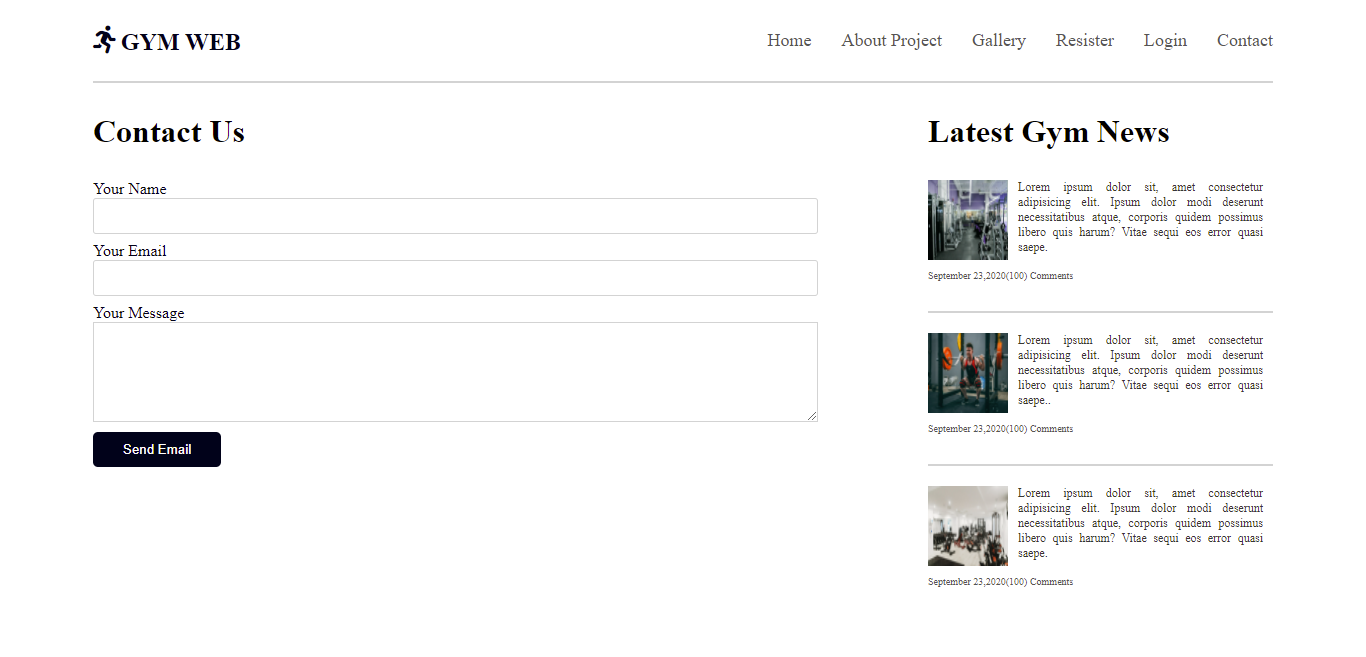 GYM WEB
Home About Project Gallery Resister Login Contact
Contact Us
Your Name
Your Email
Your Message
Send Email
Latest Gym News
Lorem ipsum dolor sit, amet consectetur
adipisicing elit. Ipsum dolor modi deserunt
necessitatibus atque, corporis quidem possimus
libero quis harum? Vitae sequi eos error quasi
saepe.
September 23,2020(100) Comments
Lorem ipsum dolor sit, amet consectetur
adipisicing elit. Ipsum dolor modi deserunt
necessitatibus atque, corporis quidem possimus
libero quis harum? Vitae sequi eos error quasi
saepe..
September 23,2020(100) Comments
Lorem ipsum dolor sit, amet consectetur
adipisicing elit. Ipsum dolor modi deserunt
necessitatibus atque, corporis quidem possimus
libero quis harum? Vitae sequi eos error quasi
saepe.
September 23,2020(100) Comments